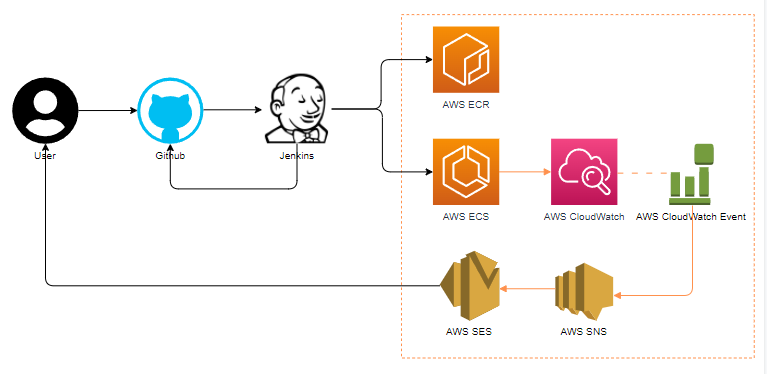 AWS ECR
User
Github
Jenkins
AWS ECS
AWS CloudWatch
AWS CloudWatch Event
AWS SES
AWS SNS